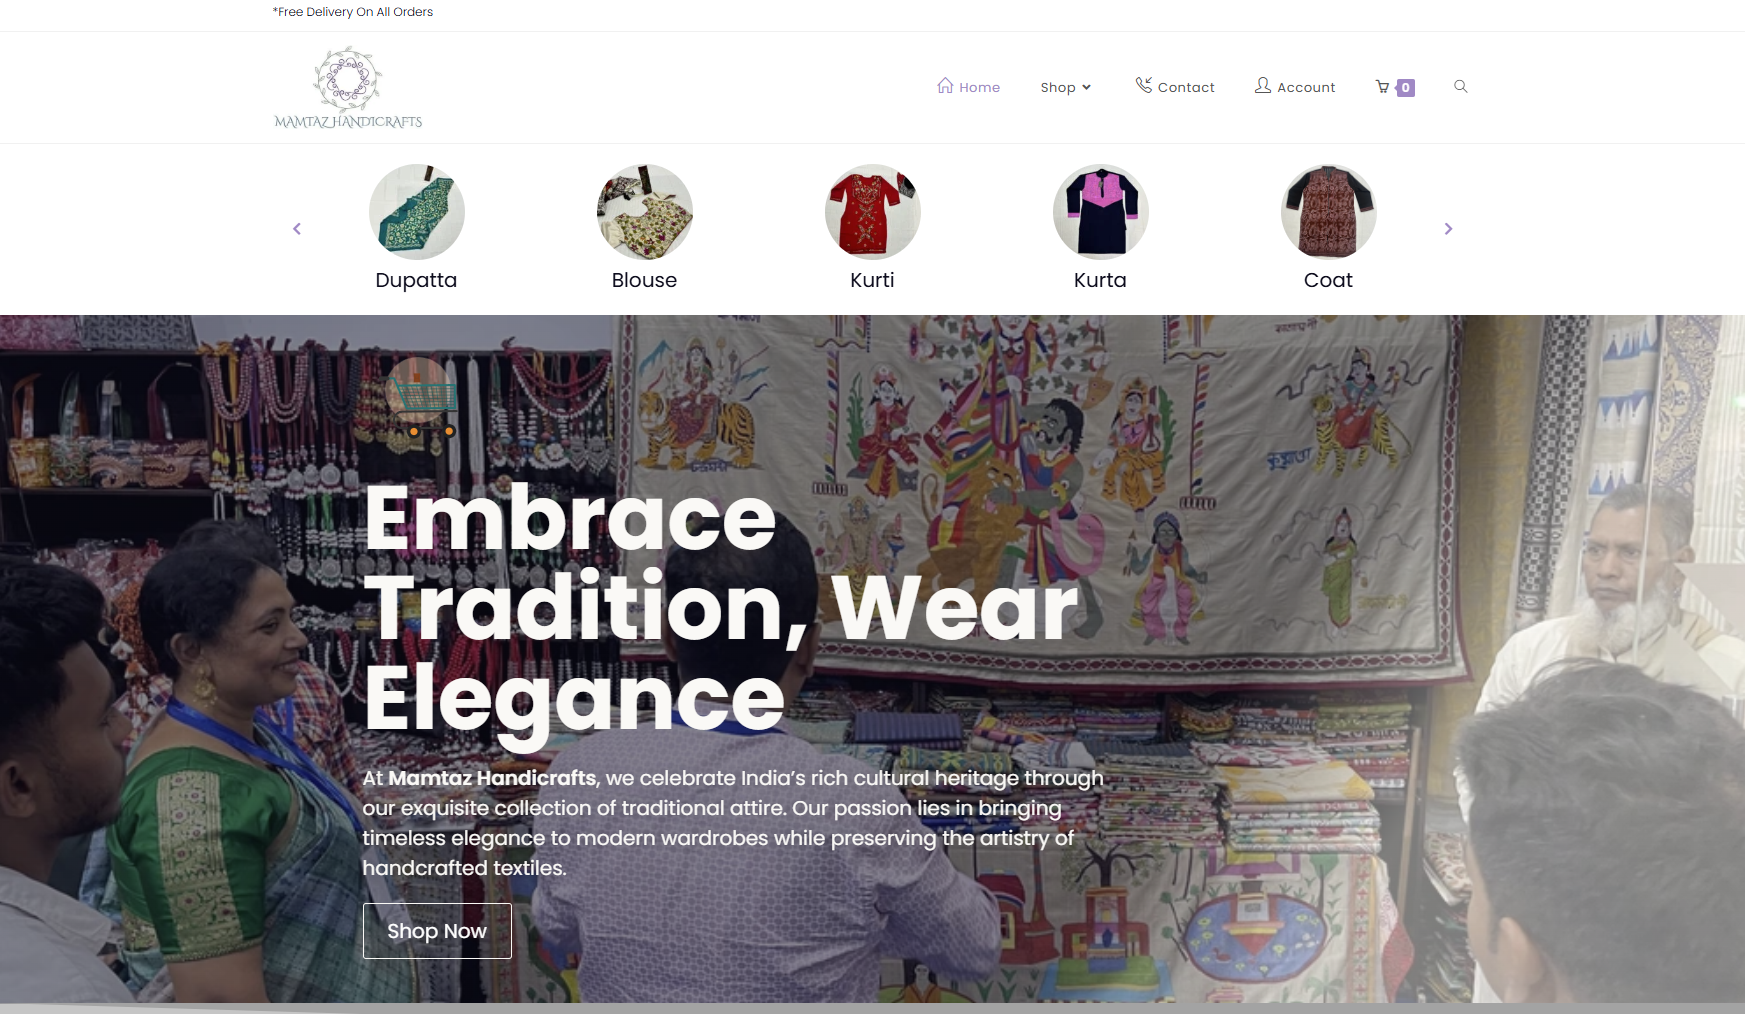 *Free Delivery On All Orders
MAMTAZ HANDICRAFTS
Home
Shop
Contact
Account
0
Dupatta
Blouse
Kurti
Kurta
Coat
Embrace
Tradition, Wear
Elegance
At Mamtaz Handicrafts, we celebrate India’s rich cultural heritage through
our exquisite collection of traditional attire. Our passion lies in bringing
timeless elegance to modern wardrobes while preserving the artistry of
handcrafted textiles.
Shop Now